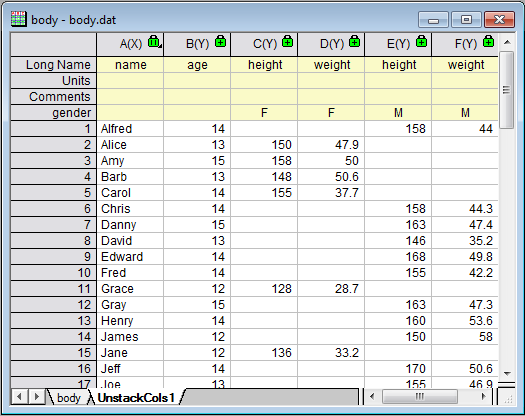 body - body.dat
A(X) B(Y) C(Y) D(Y) E(Y) F(Y)
Long Name name age height weight height weight
Units
Comments
gender F F M M
1 Alfred 14 158 44
2 Alice 13 150 47.9
3 Amy 15 158 50
4 Barb 13 148 50.6
5 Carol 14 155 37.7
6 Chris 14 158 44.3
7 Danny 15 163 47.4
8 David 13 146 35.2
9 Edward 14 168 49.8
10 Fred 14 155 42.2
11 Grace 12 128 28.7
12 Gray 15 163 47.3
13 Henry 14 160 53.6
14 James 12 150 58
15 Jane 12 136 33.2
16 Jeff 14 170 50.6
17 Joe 13 155 46.9
body UnstackCols1